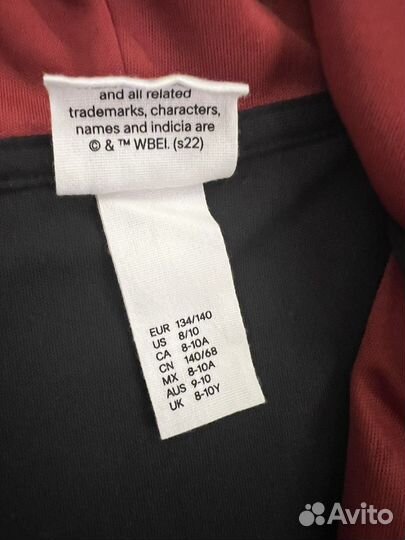 and all related
trademarks, characters,
names and indicia are
© & ™ WBEI. (s22)
EUR 134/140
US 8/10
CA 8-10A
CN 140/68
MX 8-10A
AUS 9-10
UK 8-10Y
Avito